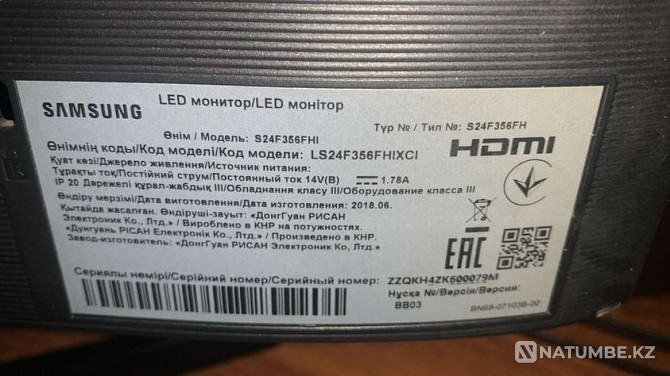 SAMSUNG
LED монитор/LED монітор
Өнім / Модель: S24F356FHI
Түр № / Тип №: S24F356FH
Өнімнің коды/Код моделі/Код модели: LS24F356FHIXCI
HDMI
Қуат көзі/Джерело живлення/Источник питания:
Тұрақты ток/Постійний струм/Постоянный ток 14V(В) 1.78A
IP 20 Дәрежелі құрал-жабдық III/Обладнання класу III/Оборудование класса III
Өндіру мерзімі/Дата виготовлення/Дата изготовления: 2018.06.
Қытайда жасалған. Өндіруші-зауыт: «ДонгГуан РИСАН
Электроник Ко., Лтд.» / Вироблено в КНР на потужностях.
«Дунгуань РИСАН Електронік Ко., Лтд.» / Произведено в КНР.
Завод-изготовитель: «ДонгГуан РИСАН Электроник Ко., Лтд.»
EAC
Сериялы нөмірі/Серійний номер/Серийный номер:
ZZQKH4ZK600079M
Нұсқа №/Версія/Версия:
BB03
BN68-07103B-00
NATUMBE.KZ